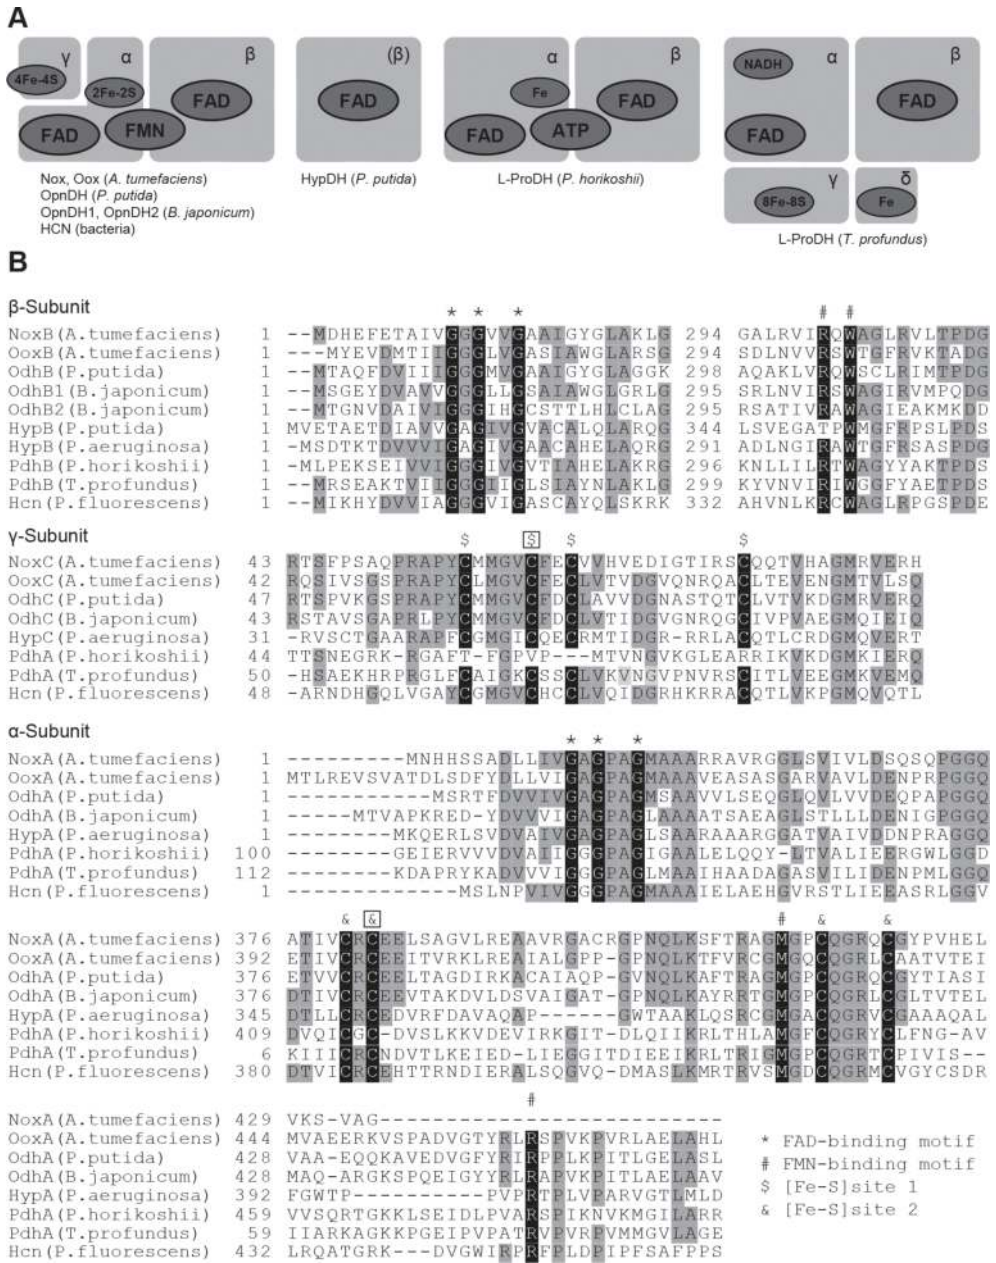 A
γ α β (β) α β α β
4Fe-4S 2Fe-2S FAD FAD Fe FAD NADH FAD
FAD FMN FAD ATP FAD
8Fe-8S γ Fe δ
Nox, Oox (A. tumefaciens)
OpnDH (P. putida)
OpnDH1, OpnDH2 (B. japonicum)
HCN (bacteria)
HypDH (P. putida)
L-ProDH (P. horikoshii)
L-ProDH (T. profundus)
B
β-Subunit
* * * # #
NoxB(A.tumefaciens) 1 --MDHEFETAIVGGGVVGAAIGYGLAKLG 294 GALRVIRQWAGLRVLTPDG
OoxB(A.tumefaciens) 1 ---MYEVDMTIIGGGVGASIAWGLARSG 294 SDLNVVRSWTGFRVKTADG
OdhB(P.putida) 1 --MTAQFDVIIIGGGMVGAAIGYGLAGGK 298 AQAKLVRQWSCLRIMTPDG
OdhB1(B.japonicum) 1 --MSGEYDVAVVGGGLLGSAIAWGLGRLG 295 SRLNVIRSWAGIRVMPQDG
OdhB2(B.japonicum) 1 --MTGNVDAIVIGGGIHGCSTTLHLCLAG 295 RSATIVRAWAGIEAKMKDD
HypB(P.putida) 1 MVETAETDIAVVGAGIVGVACALQLARQG 344 LSVEGATPWMGFRPSLPDS
HypB(P.aeruginosa) 1 -MSDTKTDVVVIGAGIVGAACAHELAQRG 291 ADLNGIRAWTGFRSASPDG
PdhB(P.horikoshii) 1 -MLPEKSEIVVIGGGIVGVTIAHELAKRG 296 KNLLILRTWAGYYAKTPDS
PdhB(T.profundus) 1 --MRSEAKTVIIGGGLIGLSIAYNLAKLG 299 KYVNVIRIWGGFYAETPDS
Hcn(P.fluorescens) 1 ---MIKHYDVVIAGGGVIGASCAYQLSKRK 332 AHVNLKRCWAGLRPGSPDE
γ-Subunit
$ $ $ $
NoxC(A.tumefaciens) 43 RTSFPSAQPRAPYCMMGVCFECVVHVEDIGTIRSCQQTVHAGMRVERH
OoxC(A.tumefaciens) 42 RQSIVSGSPRAPYCLMGVCFECLVTVDGVQNRQACLTEVENGMTVLSQ
OdhC(P.putida) 47 RTSPVKGSPRAPYCMMGVCFDCLAVVDGNASTQTCLVTVKDGMRVERQ
OdhC(B.japonicum) 43 RSTAVSGAPRLPYCMMGVCFDCLVTIDGVGNRQGCIVPVAEGMQIEIQ
HypC(P.aeruginosa) 31 -RVSCTGAARAPFCGMGICQECRMTIDGR-RRLACQTLCRDGMQVERT
PdhA(P.horikoshii) 44 TTSNEGRK-RGAFT-FGPVP---MTVNGVKGLEARRIKVKDGMKIERQ
PdhA(T.profundus) 50 -HSAEKHRPRGLFCAIGKCSSCLVKVNGVPNVRSCITLVEEGMKVEMQ
Hcn(P.fluorescens) 48 -ARNDHGQLVGAYCGMGVCHCCLVQIDGRHKRRACQTLVKPGMQVQTL
α-Subunit
* * *
NoxA(A.tumefaciens) 1 ---------MNHHSSADLLIVGAGPAGMAAARRAVRGGLSVIVLDSQSQPGGQ
OoxA(A.tumefaciens) 1 MTLREVSVATDLSDFYDLLVIGAGPAGMAAAVEASASGARVAVLDENPRPGGQ
OdhA(P.putida) 1 -----------MSRTFDVVIVGAGPAGMSAAVVLSEQGLQVLVVDEQPAPGGQ
OdhA(B.japonicum) 1 -----MTVAPKRED-YDVVVIGAGPAGLAAAATSAEAGLSTLLLDENIGPGGQ
HypA(P.aeruginosa) 1 --------MKQERLSVDVAIVGAGPAGLSAARAAARGGATVAIVDDNPRAGGQ
PdhA(P.horikoshii) 100 --------GEIERVVVDVAIIGGGPAGIGAALELQQY-LTVALIEERGWLGGD
PdhA(T.profundus) 112 --------KDAPRYKADVVIVGGGPAGMAAIHAADAGASVILIDENPMLGGQ
Hcn(P.fluorescens) 1 -------------MSLNPVIVGGGPAGMAAAIELAEHGVRSTLIEEASRLGGV
& & # & &
NoxA(A.tumefaciens) 376 ATIVCRCEELSAGVLREAAVRGACRGPNQLKSFTRAGMGPCQGRQCGYPVHEL
OoxA(A.tumefaciens) 392 ETIVCRCEEITVRKLREAIALGPP-GPNQLKTFVRCGMGQCQGRLCAATVTEI
OdhA(P.putida) 376 ETVVCRCEELTAGDIRKACAIAQP-GVNQLKAFTRAGMGPCQGRQCGYTIASI
OdhA(B.japonicum) 376 DTIVCRCEEVTAKDVLDSVAIGAT-GPNQLKAYRRTGMGPCQGRLCGLTVTEL
HypA(P.aeruginosa) 345 DTLLCRCEDVRFDAVQAP------GWTAAKLQSRCGMGPCQGRVCGAAAQAL
PdhA(P.horikoshii) 409 DVQICG-DVSLKKVDEVIRKGIT-DLQIIKRLTHLAMGFCQGRYCLFNG-AV
PdhA(T.profundus) 6 KIIICRCNDVTLKEIED-LIEGGITDIEEIKRLTRIGMGPCQGRTCPIVIS--
Hcn(P.fluorescens) 380 DTVICRCEHTTRNDIERALSQGVQ-DMASLKMRTRVSMGDCQGRMCVGYCSDR
#
NoxA(A.tumefaciens) 429 VKS-VAG--------------------------
OoxA(A.tumefaciens) 444 MVAEERKVSPADVGTYRLRSPVKPVRLAELAHL
OdhA(P.putida) 428 VAA-EQQKAVEDVGFYRIRPPLKPITLGELASL
OdhA(B.japonicum) 428 MAQ-ARGKSPQEIGYYRLRAPVKPITLAELAAV
HypA(P.aeruginosa) 392 FGWTP----------PVPRTPLVPARVGTLMLD
PdhA(P.horikoshii) 459 VVSQRTGKKLSEIDLPVARSPIKNVKMGILARR
PdhA(T.profundus) 59 IIARKAGKKPGEIPVPATRVPVRPVMMGVLAGE
Hcn(P.fluorescens) 432 LRQATGRK---DVGWIRPRFPLDPIPFSAFPPS
* FAD-binding motif
# FMN-binding motif
$ [Fe-S]site 1
& [Fe-S]site 2